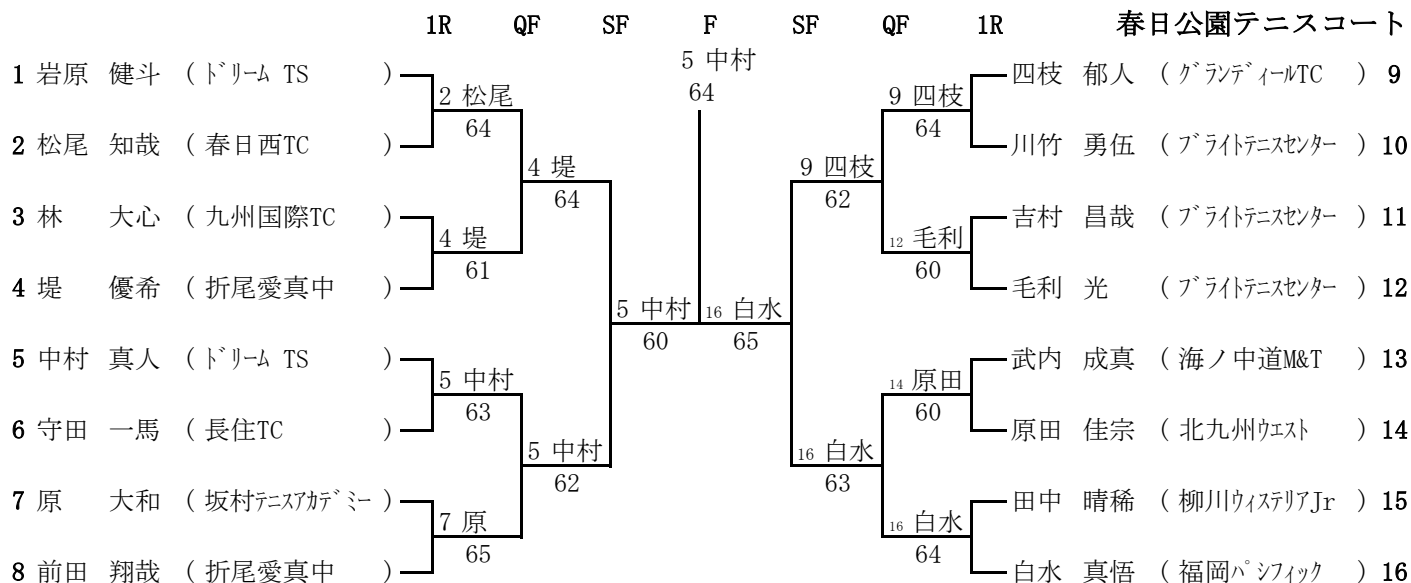 1R QF SF F SF QF 1R 春日公園テニスコート
5 中村
1 岩原 健斗 ( ﾄﾞﾘｰﾑ TS ) 四枝 郁人 ( ｸﾞﾗﾝﾃﾞｨｰﾙTC ) 9
2 松尾 64 9 四枝
64 64
2 松尾 知哉 ( 春日西TC ) 川竹 勇伍 ( ﾌﾞﾗｲﾄﾃﾆｽｾﾝﾀｰ ) 10
4 堤 9 四枝
64 62
3 林 大心 ( 九州国際TC ) 吉村 昌哉 ( ﾌﾞﾗｲﾄﾃﾆｽｾﾝﾀｰ ) 11
4 堤 12 毛利
61 60
4 堤 優希 ( 折尾愛真中 ) 毛利 光 ( ﾌﾞﾗｲﾄﾃﾆｽｾﾝﾀｰ ) 12
5 中村 16 白水
60 65
5 中村 真人 ( ﾄﾞﾘｰﾑ TS ) 武内 成真 ( 海ノ中道M&T ) 13
5 中村 14 原田
63 60
6 守田 一馬 ( 長住TC ) 原田 佳宗 ( 北九州ｳｴｽﾄ ) 14
5 中村 16 白水
62 63
7 原 大和 ( 坂村ﾃﾆｽｱｶﾃﾞﾐｰ ) 田中 晴稀 ( 柳川ｳｨｽﾃﾘｱJr ) 15
7 原 16 白水
65 64
8 前田 翔哉 ( 折尾愛真中 ) 白水 真悟 ( 福岡ﾊﾟｼﾌｨｯｸ ) 16